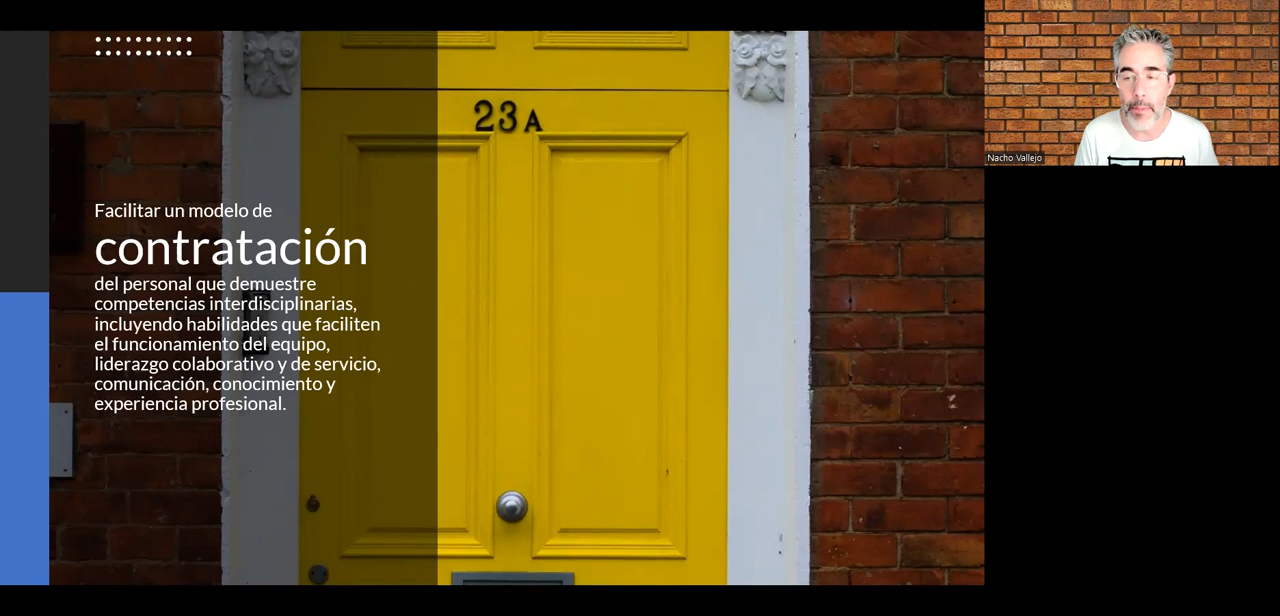 23A
Facilitar un modelo de
contratación
del personal que demuestre
competencias interdisciplinarias,
incluyendo habilidades que faciliten
el funcionamiento del equipo,
liderazgo colaborativo y de servicio,
comunicación, conocimiento y
experiencia profesional.
Nacho Vallejo